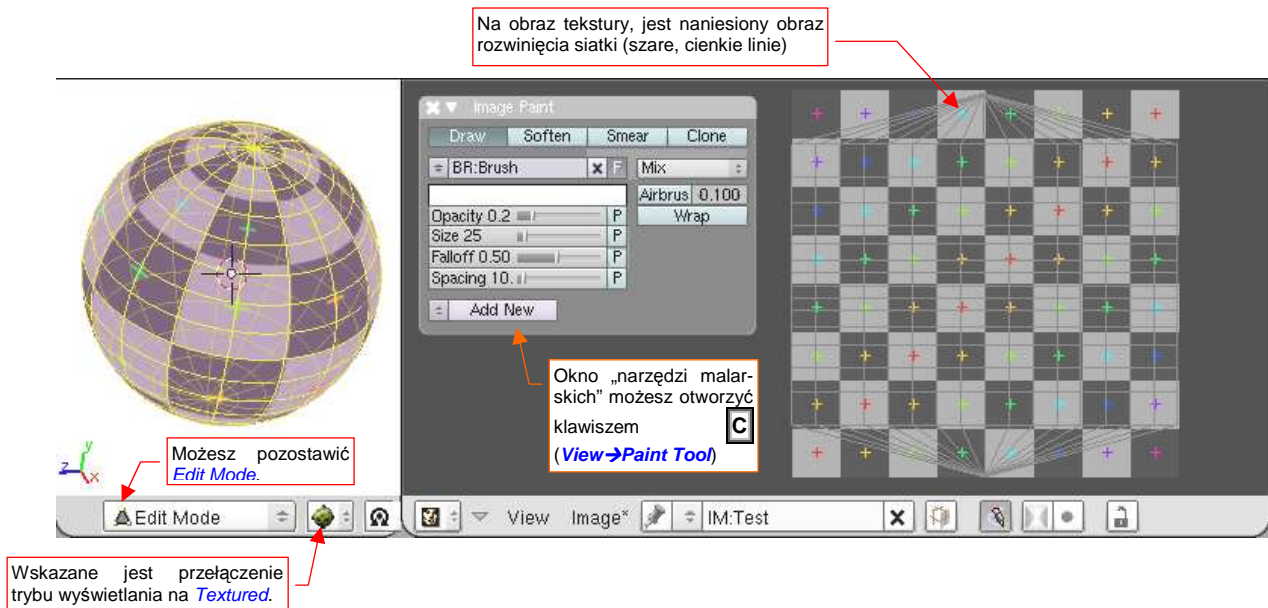 Na obraz tekstury, jest naniesiony obraz
rozwinięcia siatki (szare, cienkie linie)
Image Paint
Draw Soften Smear Clone
BR:Brush X F Mix
Airbrus 0.100
Opacity 0.2 P Wrap
Size 25 P
Falloff 0.50 P
Spacing 10. P
Add New
Okno „narzędzi malar-
skich” możesz otworzyć
klawiszem C
(View→Paint Tool)
Możesz pozostawić
Edit Mode.
y
z
x
Edit Mode
View Image* IM:Test X
Wskazane jest przełączenie
trybu wyświetlania na Textured.